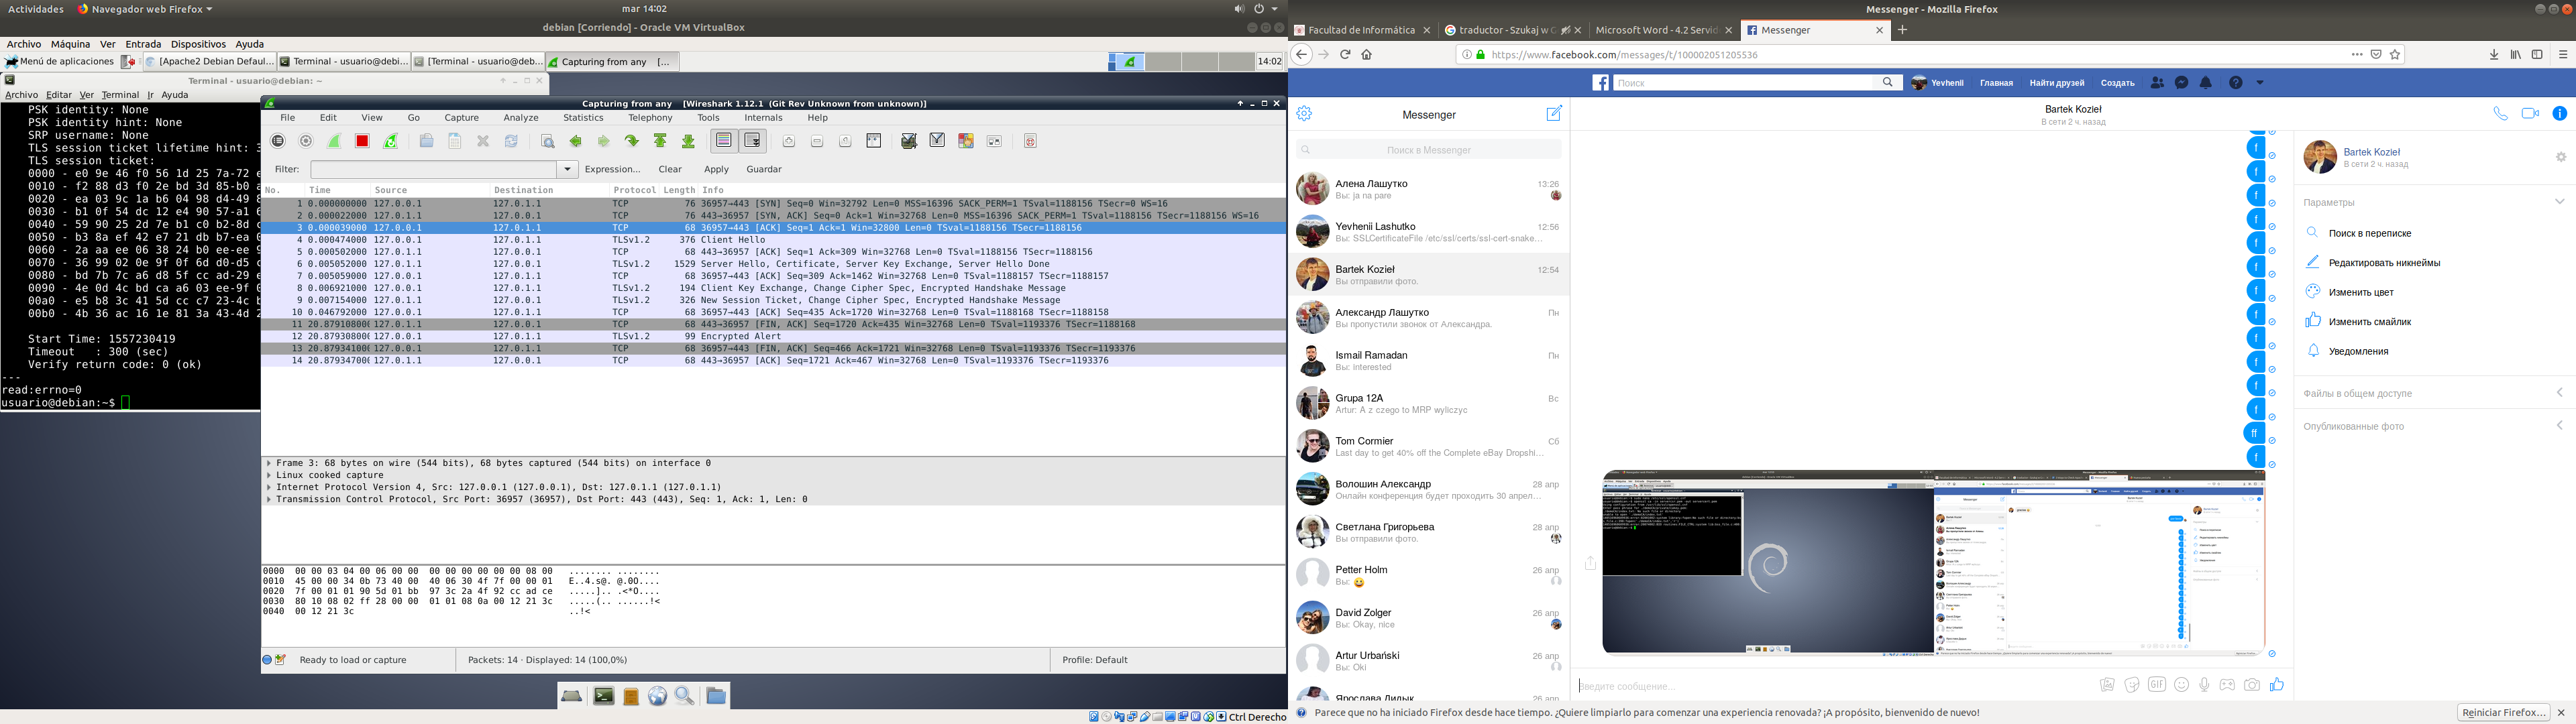 Actividades
Navegador web Firefox
mar 14:02
debian [Corriendo] - Oracle VM VirtualBox
Archivo Máquina Ver Entrada Dispositivos Ayuda
Menú de aplicaciones
[Apache2 Debian Defaul...
Terminal - usuario@debi...
[Terminal - usuario@deb...
Capturing from any [...
14:02
Terminal - usuario@debian: ~
Archivo Editar Ver Terminal Ir Ayuda
PSK identity: None
PSK identity hint: None
SRP username: None
TLS session ticket lifetime hint: 3
TLS session ticket:
0000 - e0 9e 46 f0 56 1d 25 7a-72 e
0010 - f2 88 d3 f0 2e bd 3d 85-b0 a
0020 - ea 03 9c 1a b6 04 98 d4-49 8
0030 - b1 0f 54 dc 12 e4 90 57-a1 6
0040 - 59 90 25 2d 7e b1 c0 b2-8d c
0050 - b3 8a ef 42 e7 21 db b7-ea 0
0060 - 2a aa ee 06 38 24 b0 ee-ee 9
0070 - 36 99 02 0e 9f 0f 6d d0-d5 c
0080 - bd 7b 7c a6 d8 5f cc ad-29 e
0090 - 4e 0d 4c bd ca a6 03 ee-9f 0
00a0 - e5 b8 3c 41 5d cc c7 23-4c b
00b0 - 4b 36 ac 16 1e 81 3a 43-4d 2
Start Time: 1557230419
Timeout : 300 (sec)
Verify return code: 0 (ok)
---
read:errno=0
usuario@debian:~$
Capturing from any [Wireshark 1.12.1 (Git Rev Unknown from unknown)]
File Edit View Go Capture Analyze Statistics Telephony Tools Internals Help
Filter: Expression... Clear Apply Guardar
No. Time Source Destination Protocol Length Info
1 0.000000000 127.0.0.1 127.0.1.1 TCP 76 36957→443 [SYN] Seq=0 Win=32792 Len=0 MSS=16396 SACK_PERM=1 TSval=1188156 TSecr=0 WS=16
2 0.000022000 127.0.1.1 127.0.0.1 TCP 76 443→36957 [SYN, ACK] Seq=0 Ack=1 Win=32768 Len=0 MSS=16396 SACK_PERM=1 TSval=1188156 TSecr=1188156 WS=16
3 0.000039000 127.0.0.1 127.0.1.1 TCP 68 36957→443 [ACK] Seq=1 Ack=1 Win=32800 Len=0 TSval=1188156 TSecr=1188156
4 0.000474000 127.0.0.1 127.0.1.1 TLSv1.2 376 Client Hello
5 0.000502000 127.0.1.1 127.0.0.1 TCP 68 443→36957 [ACK] Seq=1 Ack=309 Win=32768 Len=0 TSval=1188156 TSecr=1188156
6 0.005052000 127.0.1.1 127.0.0.1 TLSv1.2 1529 Server Hello, Certificate, Server Key Exchange, Server Hello Done
7 0.005059000 127.0.0.1 127.0.1.1 TCP 68 36957→443 [ACK] Seq=309 Ack=1462 Win=32768 Len=0 TSval=1188157 TSecr=1188157
8 0.006921000 127.0.0.1 127.0.1.1 TLSv1.2 194 Client Key Exchange, Change Cipher Spec, Encrypted Handshake Message
9 0.007154000 127.0.1.1 127.0.0.1 TLSv1.2 326 New Session Ticket, Change Cipher Spec, Encrypted Handshake Message
10 0.046792000 127.0.0.1 127.0.1.1 TCP 68 36957→443 [ACK] Seq=435 Ack=1720 Win=32768 Len=0 TSval=1188168 TSecr=1188158
11 20.87910800( 127.0.1.1 127.0.0.1 TCP 68 443→36957 [FIN, ACK] Seq=1720 Ack=435 Win=32768 Len=0 TSval=1193376 TSecr=1188168
12 20.87930800( 127.0.0.1 127.0.1.1 TLSv1.2 99 Encrypted Alert
13 20.87934100( 127.0.0.1 127.0.1.1 TCP 68 36957→443 [FIN, ACK] Seq=466 Ack=1721 Win=32768 Len=0 TSval=1193376 TSecr=1193376
14 20.87934700( 127.0.1.1 127.0.0.1 TCP 68 443→36957 [ACK] Seq=1721 Ack=467 Win=32768 Len=0 TSval=1193376 TSecr=1193376
Frame 3: 68 bytes on wire (544 bits), 68 bytes captured (544 bits) on interface 0
Linux cooked capture
Internet Protocol Version 4, Src: 127.0.0.1 (127.0.0.1), Dst: 127.0.1.1 (127.0.1.1)
Transmission Control Protocol, Src Port: 36957 (36957), Dst Port: 443 (443), Seq: 1, Ack: 1, Len: 0
0000 00 00 03 04 00 06 00 00 00 00 00 00 00 00 08 00 ........ ........
0010 45 00 00 34 0b 73 40 00 40 06 30 4f 7f 00 00 01 E..4.s@. @.0O....
0020 7f 00 01 01 90 5d 01 bb 97 3c 2a 4f 92 cc ad ce .....].. .<*O....
0030 80 10 08 02 ff 28 00 00 01 01 08 0a 00 12 21 3c .....(.. ......!<
0040 00 12 21 3c ..!<
Ready to load or capture
Packets: 14 · Displayed: 14 (100,0%)
Profile: Default
Ctrl Derecho
Messenger - Mozilla Firefox
Facultad de Informática
traductor - Szukaj w G
Microsoft Word - 4.2 Servid
Messenger
https://www.facebook.com/messages/t/100002051205536
Поиск
Yevhenii Главная Найти друзей Создать
Messenger
Поиск в Messenger
Алена Лашутко 13:26
Вы: ja na pare
Yevhenii Lashutko 12:56
Вы: SSLCertificateFile /etc/ssl/certs/ssl-cert-snake...
Bartek Kozieł 12:54
Вы отправили фото.
Александр Лашутко Пн
Вы пропустили звонок от Александра.
Ismail Ramadan Пн
Вы: interested
Grupa 12A Вс
Artur: A z czego to MRP wyliczyc
Tom Cormier Сб
Last day to get 40% off the Complete eBay Dropshi...
Волошин Александр 28 апр
Онлайн конференция будет проходить 30 апрел...
Светлана Григорьева 28 апр
Вы отправили фото.
Petter Holm 26 апр
Вы: 😀
David Zolger 26 апр
Вы: Okay, nice
Artur Urbański 26 апр
Вы: Oki
Ярослава Дидык 26 апр
Bartek Kozieł
В сети 2 ч. назад
f
f
f
f
f
f
f
f
f
f
f
f
ff
f
Введите сообщение...
GIF
Bartek Kozieł
В сети 2 ч. назад
Параметры
Поиск в переписке
Редактировать никнеймы
Изменить цвет
Изменить смайлик
Уведомления
Файлы в общем доступе
Опубликованные фото
Parece que no ha iniciado Firefox desde hace tiempo. ¿Quiere limpiarlo para comenzar una experiencia renovada? ¡A propósito, bienvenido de nuevo!
Reiniciar Firefox...